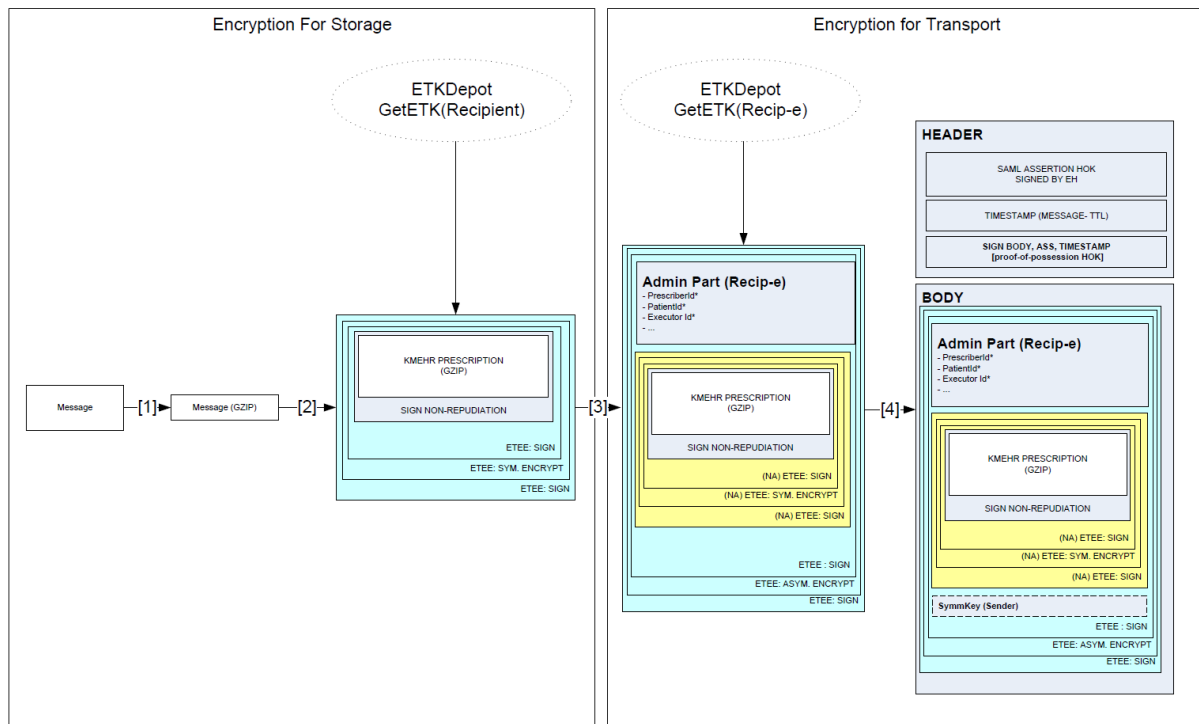 Encryption For Storage
Encryption for Transport
ETKDepot
GetETK(Recipient)
ETKDepot
GetETK(Recip-e)
Message
[1]
Message (GZIP)
[2]
KMEHR PRESCRIPTION
(GZIP)
SIGN NON-REPUDIATION
ETEE: SIGN
ETEE: SYM. ENCRYPT
ETEE: SIGN
[3]
Admin Part (Recip-e)
- PrescriberId*
- PatientId*
- Executor Id*
- ...
KMEHR PRESCRIPTION
(GZIP)
SIGN NON-REPUDIATION
(NA) ETEE: SIGN
(NA) ETEE: SYM. ENCRYPT
(NA) ETEE: SIGN
ETEE : SIGN
ETEE: ASYM. ENCRYPT
ETEE: SIGN
[4]
HEADER
SAML ASSERTION HOK
SIGNED BY EH
TIMESTAMP (MESSAGE- TTL)
SIGN BODY, ASS, TIMESTAMP
[proof-of-possession HOK]
BODY
Admin Part (Recip-e)
- PrescriberId*
- PatientId*
- Executor Id*
- ...
KMEHR PRESCRIPTION
(GZIP)
SIGN NON-REPUDIATION
(NA) ETEE: SIGN
(NA) ETEE: SYM. ENCRYPT
(NA) ETEE: SIGN
SymmKey (Sender)
ETEE : SIGN
ETEE: ASYM. ENCRYPT
ETEE: SIGN